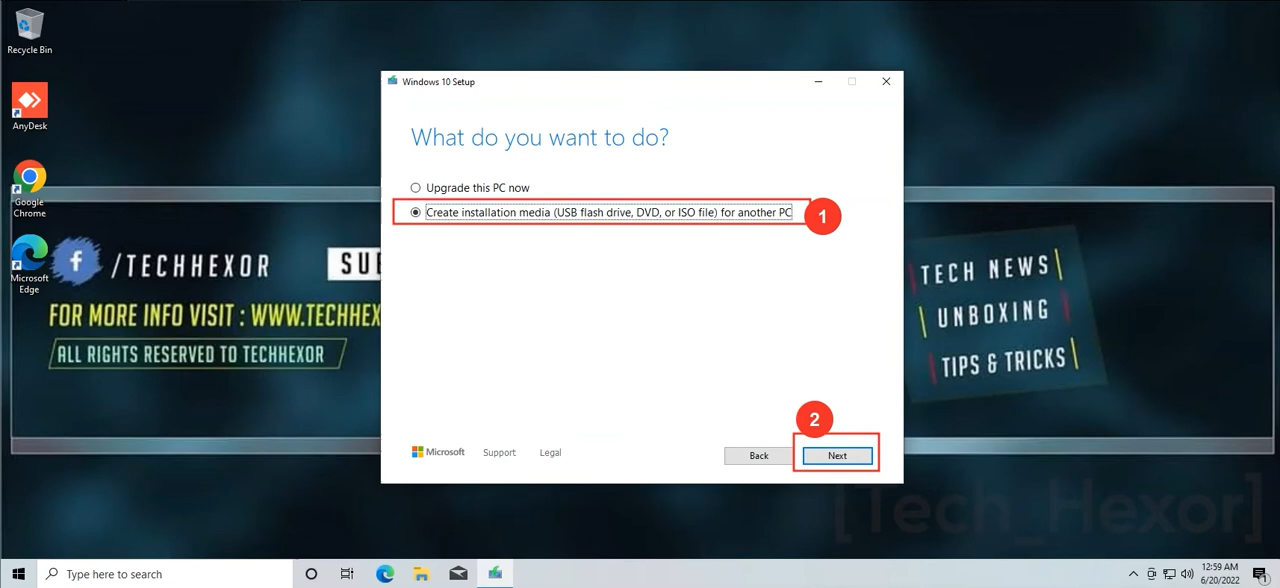 Recycle Bin
AnyDesk
Google
Chrome
Microsoft
Edge
f /TECHHEXOR
SU
FOR MORE INFO VISIT : WWW.TECHHEX
ALL RIGHTS RESERVED TO TECHHEXOR
Windows 10 Setup
What do you want to do?
Upgrade this PC now
Create installation media (USB flash drive, DVD, or ISO file) for another PC
1
2
Microsoft
Support
Legal
Back
Next
TECH NEWS
UNBOXING
TIPS & TRICKS
[Tech_Hexor]
Type here to search
12:59 AM
6/20/2022
1